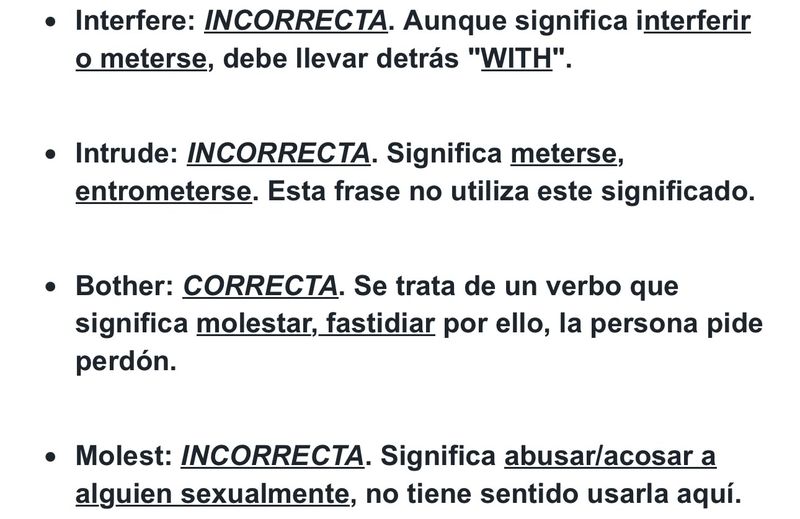 • Interfere: INCORRECTA. Aunque significa interferir
o meterse, debe llevar detrás "WITH".
• Intrude: INCORRECTA. Significa meterse,
entrometerse. Esta frase no utiliza este significado.
• Bother: CORRECTA. Se trata de un verbo que
significa molestar, fastidiar por ello, la persona pide
perdón.
• Molest: INCORRECTA. Significa abusar/acosar a
alguien sexualmente, no tiene sentido usarla aquí.